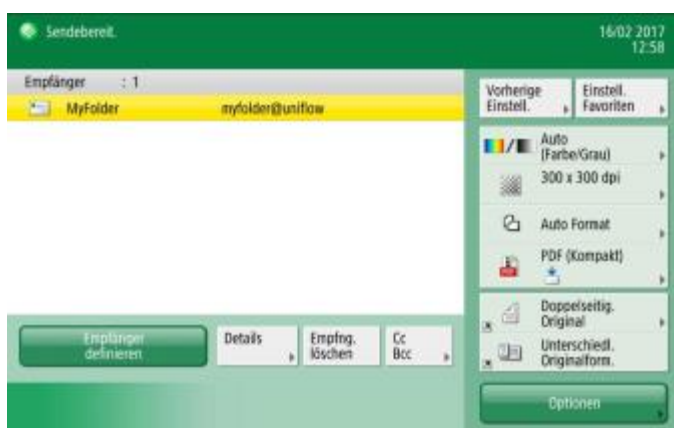 Sendebereit.
16/02 2017
12:58
Empfänger : 1
MyFolder myfolder@uniflow
Vorherige
Einstell.
Einstell.
Favoriten
Auto
(Farbe/Grau)
300 x 300 dpi
Auto Format
PDF (Kompakt)
Doppelseitig.
Original
Unterschiedl.
Originalform.
Empfänger
definieren
Details
Empfng.
löschen
Cc
Bcc
Optionen